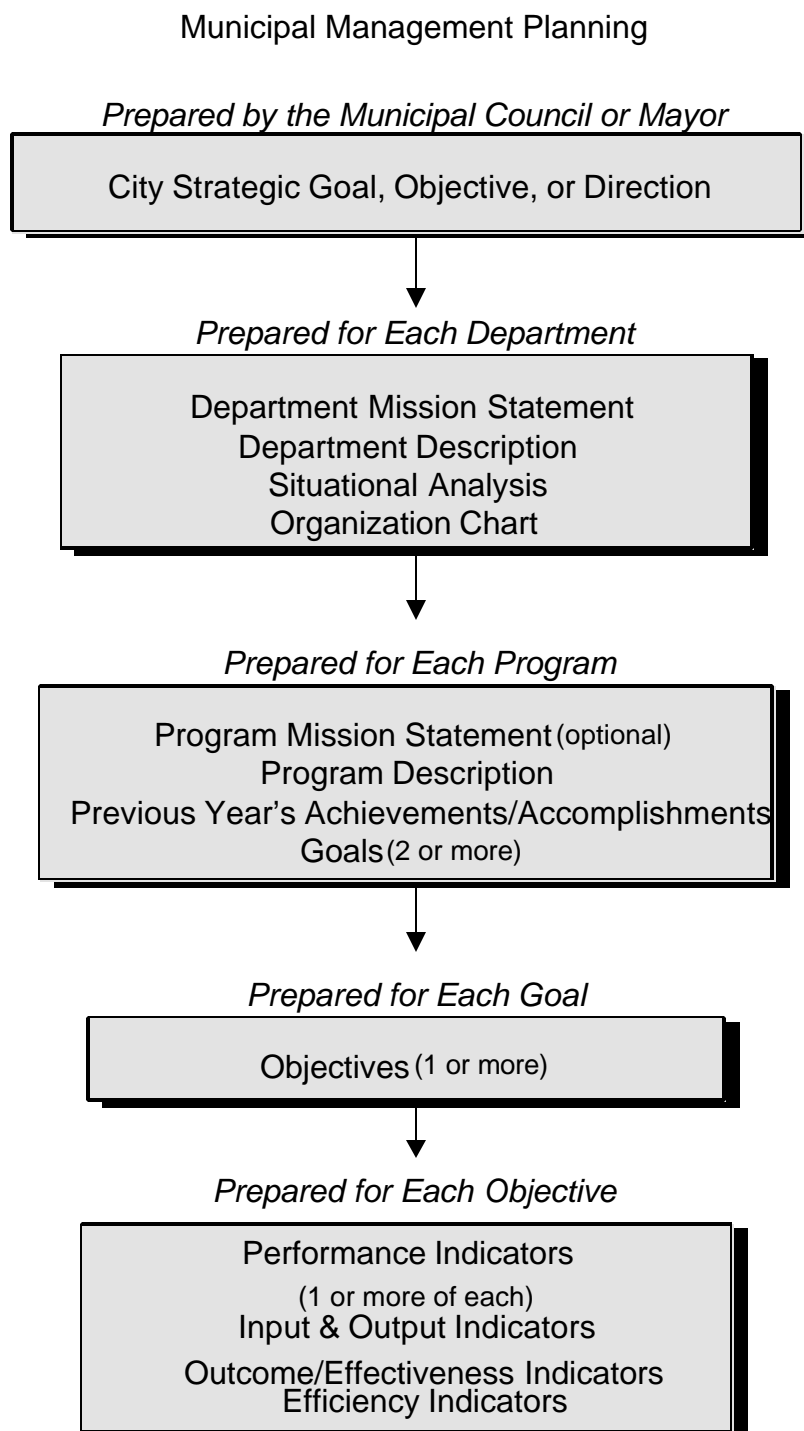 Municipal Management Planning
Prepared by the Municipal Council or Mayor
City Strategic Goal, Objective, or Direction
Prepared for Each Department
Department Mission Statement
Department Description
Situational Analysis
Organization Chart
Prepared for Each Program
Program Mission Statement (optional)
Program Description
Previous Year's Achievements/Accomplishments
Goals (2 or more)
Prepared for Each Goal
Objectives (1 or more)
Prepared for Each Objective
Performance Indicators
(1 or more of each)
Input & Output Indicators
Outcome/Effectiveness Indicators
Efficiency Indicators